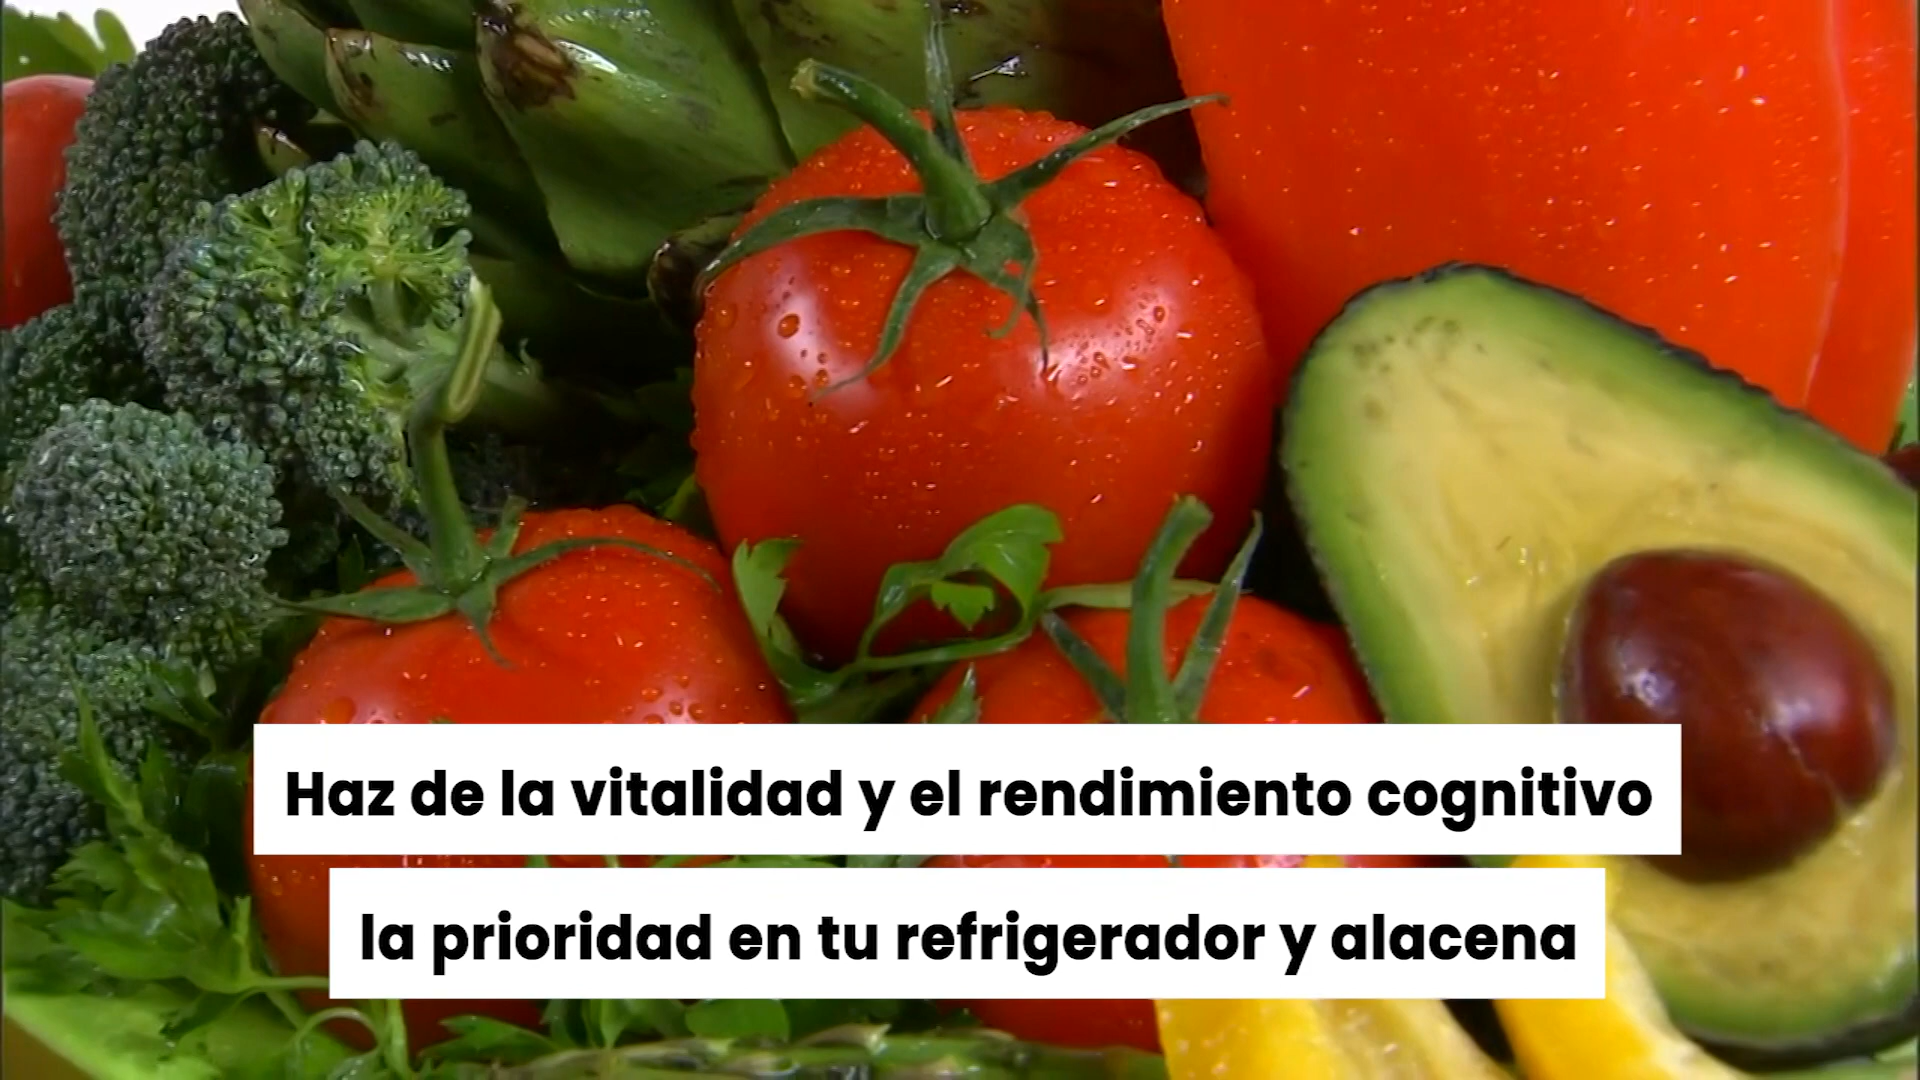 Haz de la vitalidad y el rendimiento cognitivo
la prioridad en tu refrigerador y alacena